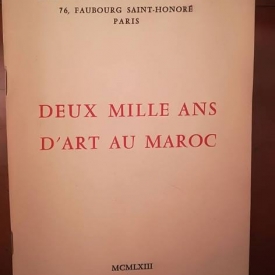 76, FAUBOURG SAINT-HONORÉ
PARIS
DEUX MILLE ANS
D'ART AU MAROC
MCMLXIII